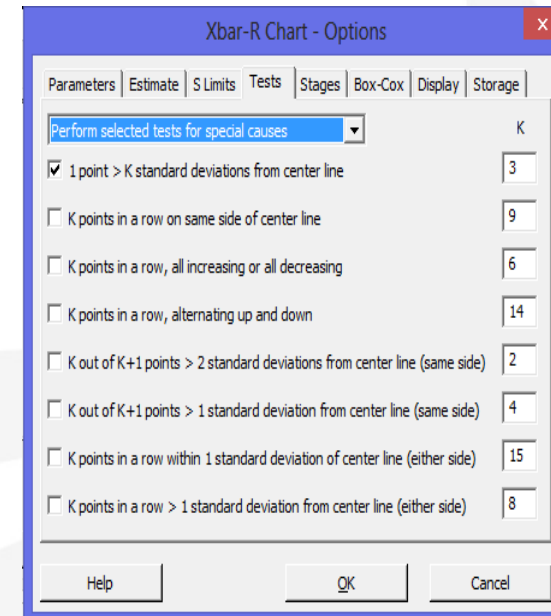 Xbar-R Chart - Options
x
Parameters Estimate S Limits Tests Stages Box-Cox Display Storage
Perform selected tests for special causes K
1 point > K standard deviations from center line 3
K points in a row on same side of center line 9
K points in a row, all increasing or all decreasing 6
K points in a row, alternating up and down 14
K out of K+1 points > 2 standard deviations from center line (same side) 2
K out of K+1 points > 1 standard deviation from center line (same side) 4
K points in a row within 1 standard deviation of center line (either side) 15
K points in a row > 1 standard deviation from center line (either side) 8
Help OK Cancel